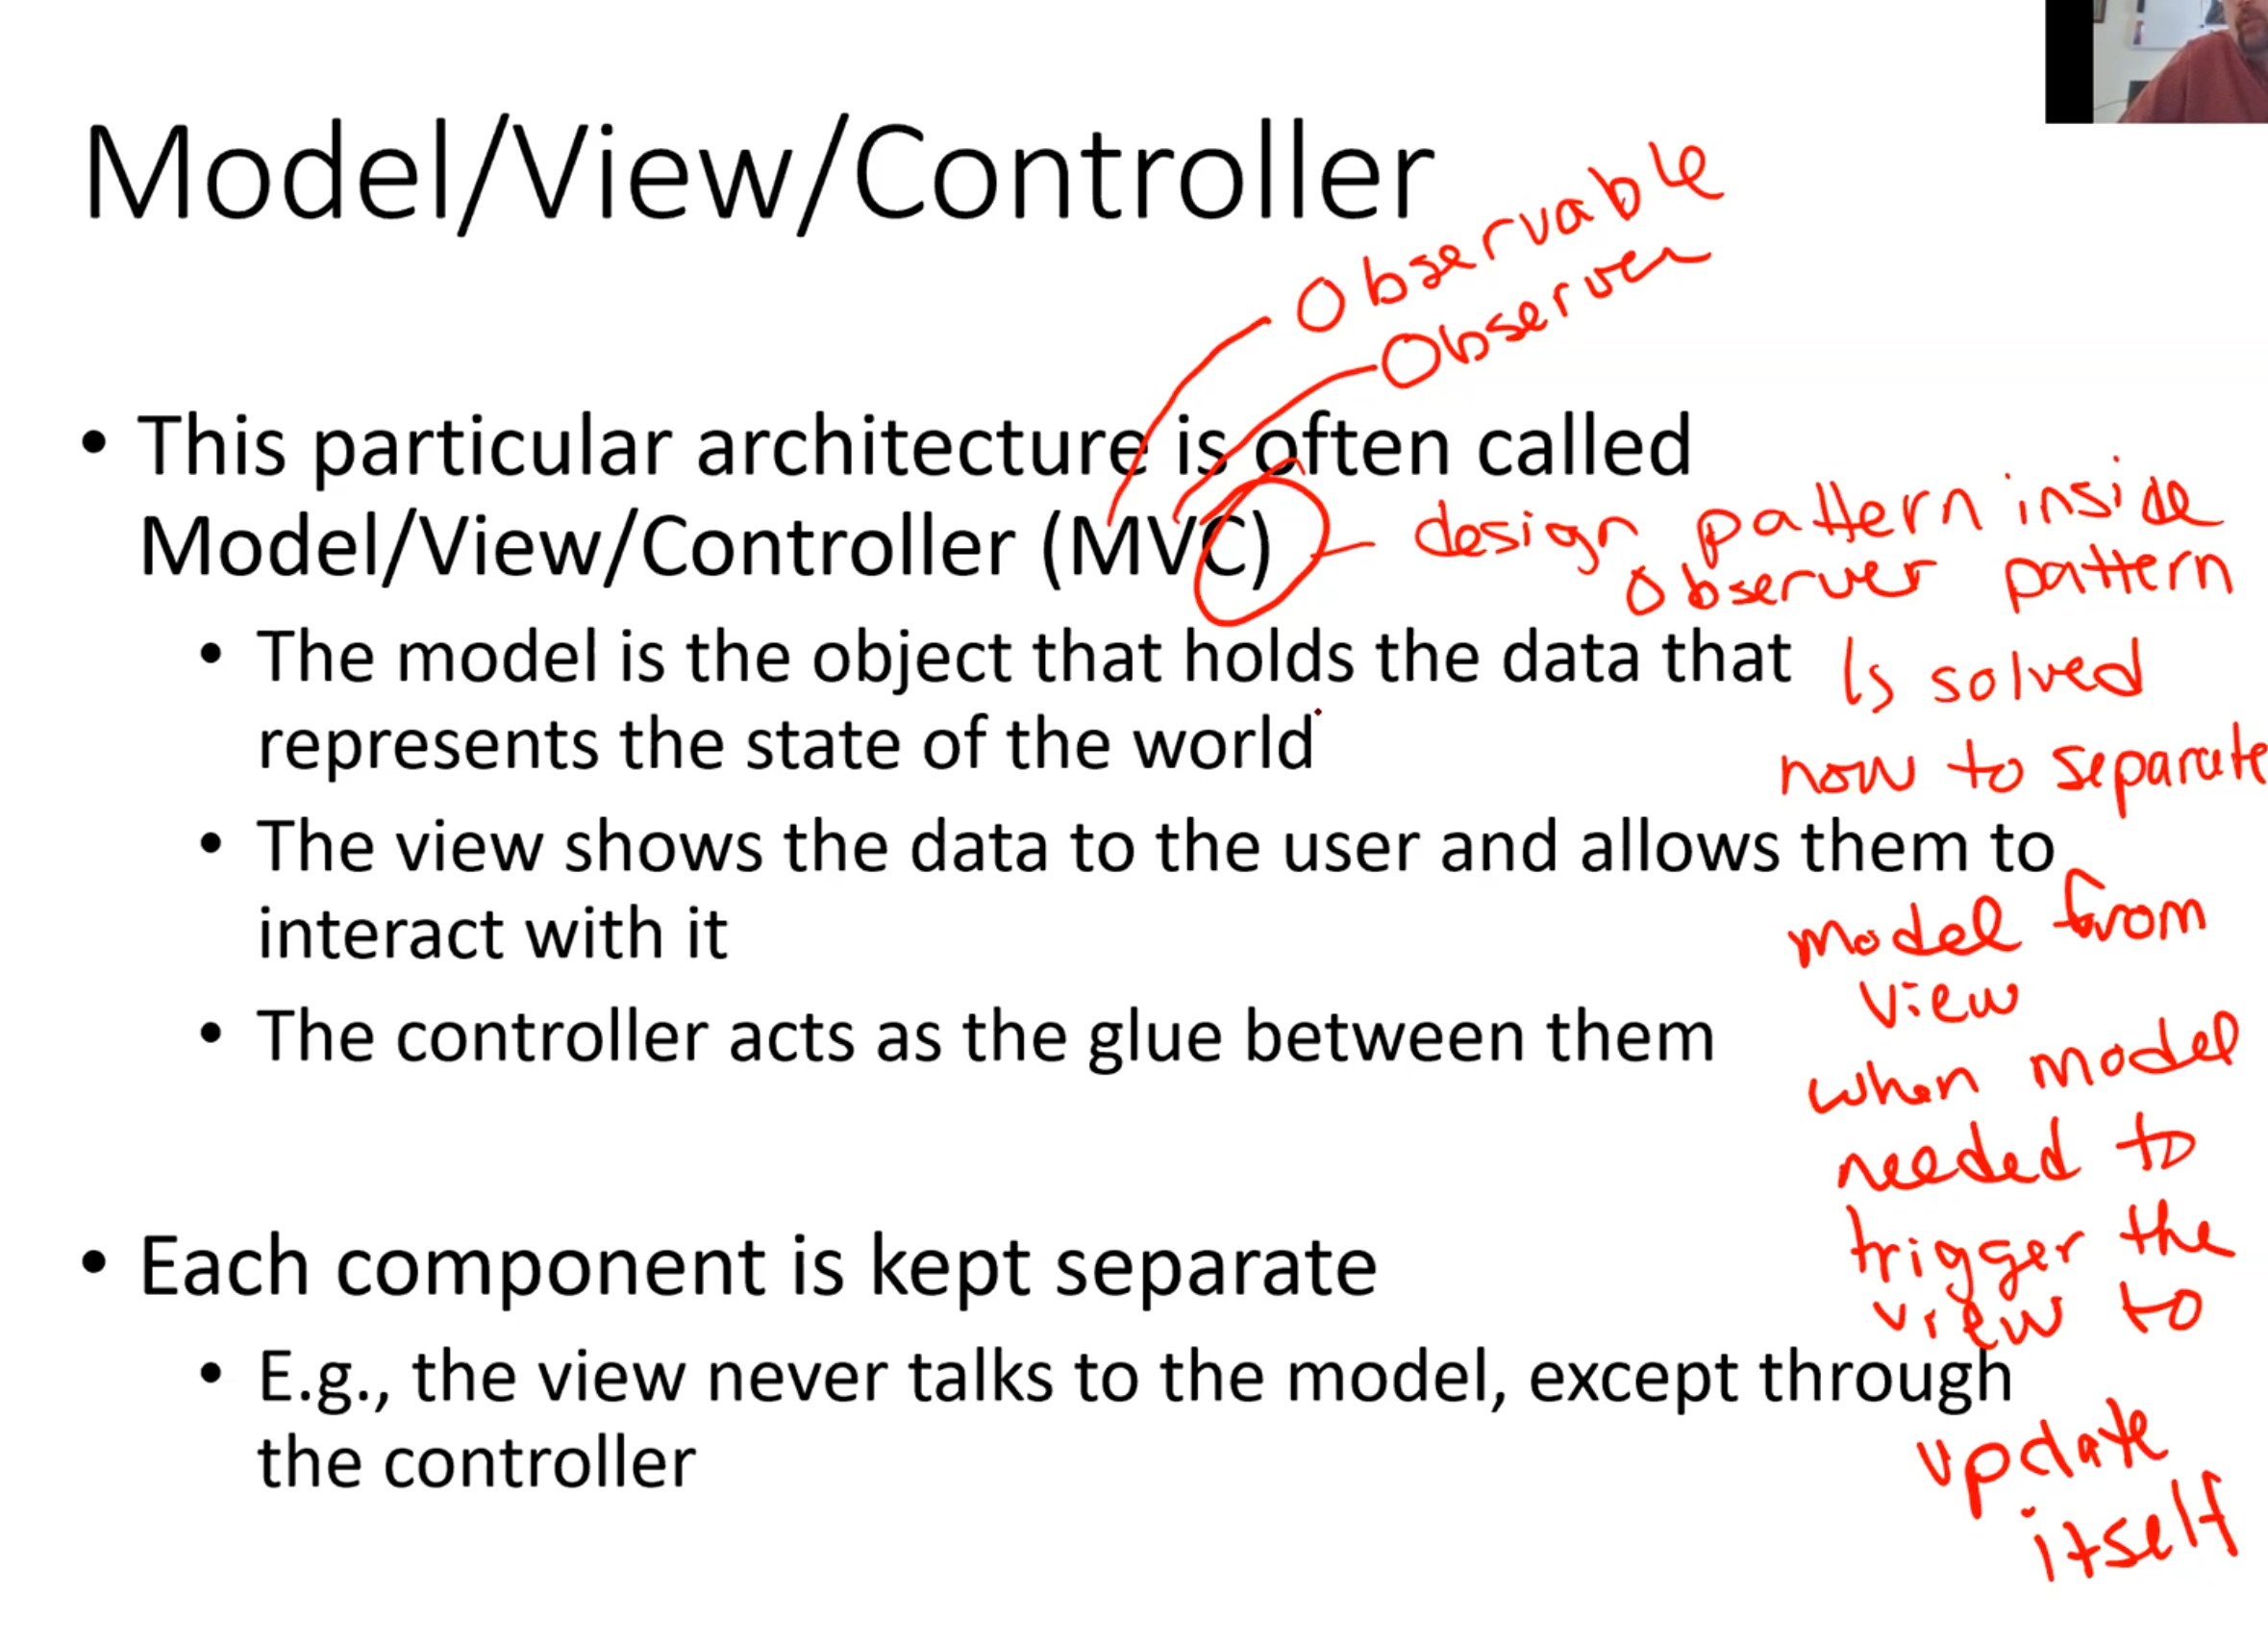 Model/View/Controller
Observable
Observer
• This particular architecture is often called
Model/View/Controller (MVC)
design pattern inside
Observer pattern
• The model is the object that holds the data that
represents the state of the world
Is solved
how to separate
• The view shows the data to the user and allows them to
interact with it
model from
view
• The controller acts as the glue between them
when model
needed to
trigger the
view to
• Each component is kept separate
• E.g., the view never talks to the model, except through
the controller
update
itself